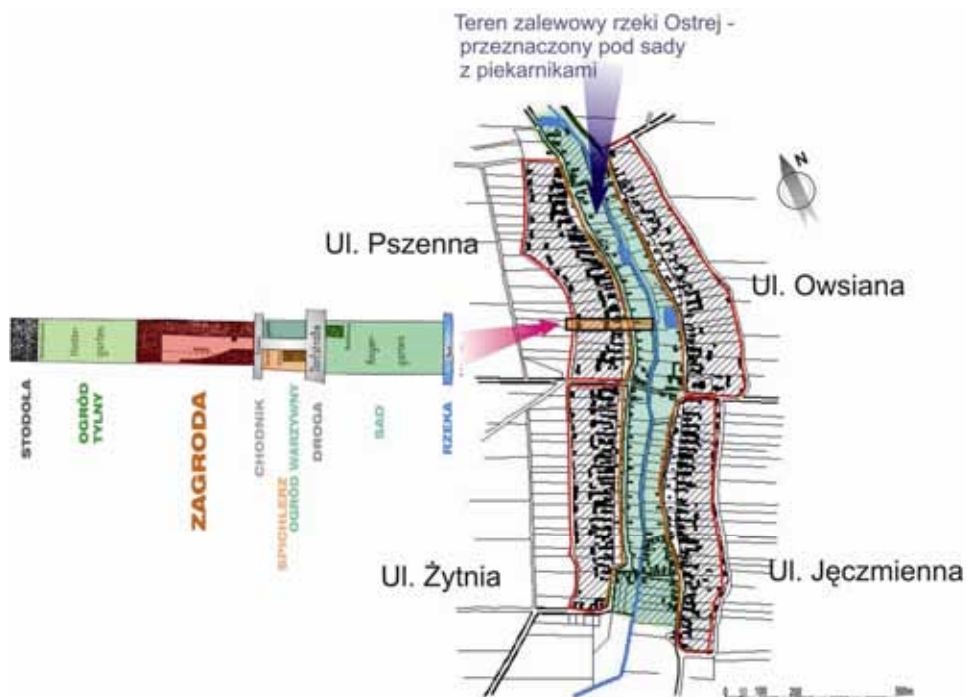 Teren zalewowy rzeki Ostrej -
przeznaczony pod sady
z piekarnikami
N
Ul. Pszenna
Ul. Owsiana
STODOŁA
OGRÓD
TYLNY
ZAGRODA
CHODNIK
SPICHLERZ
OGRÓD WARZYWNY
DROGA
SAD
RZEKA
Ul. Żytnia
Ul. Jęczmienna